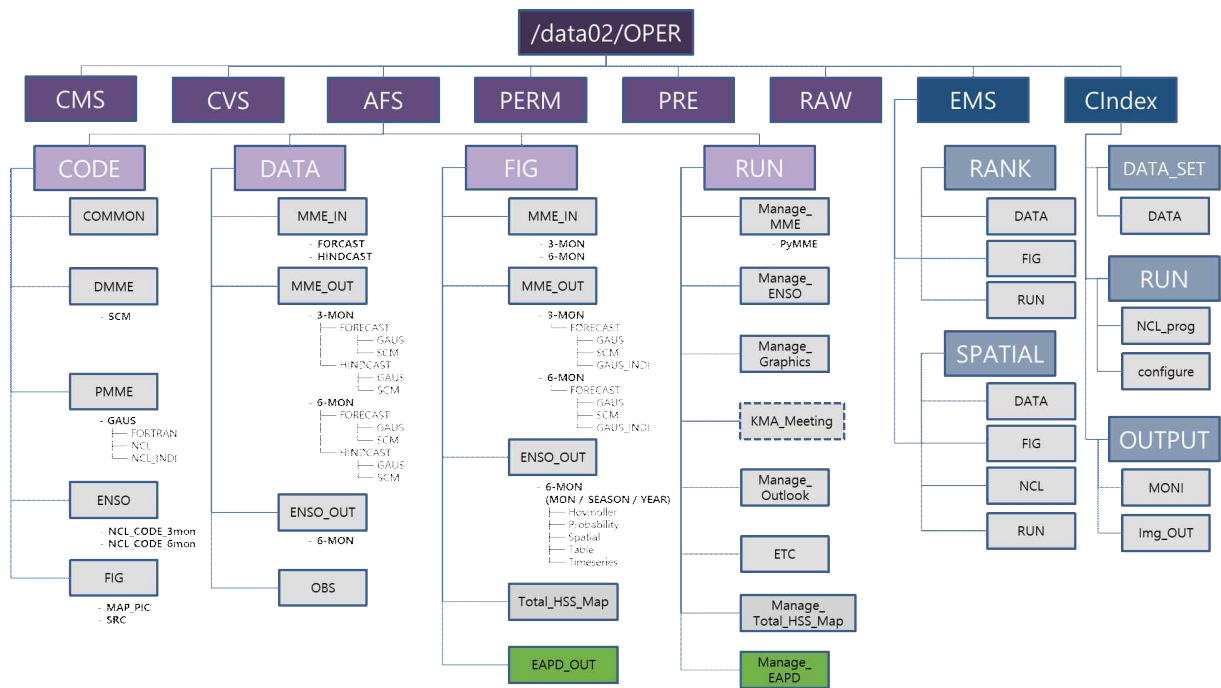 /data02/OPER
CMS
CVS
AFS
PERM
PRE
RAW
EMS
CIndex
CODE
COMMON
DMME
- SCM
PMME
- GAUS
FORTRAN
NCL
NCL_INDI
ENSO
- NCL_CODE_3mon
- NCL_CODE_6mon
FIG
- MAP_PIC
- SRC
DATA
MME_IN
- FORCAST
- HINDCAST
MME_OUT
- 3-MON
FORECAST
GAUS
SCM
HINDCAST
GAUS
SCM
- 6-MON
FORECAST
GAUS
SCM
HINDCAST
GAUS
SCM
ENSO_OUT
- 6-MON
OBS
FIG
MME_IN
- 3-MON
- 6-MON
MME_OUT
- 3-MON
FORECAST
GAUS
SCM
GAUS_INDI
- 6-MON
FORECAST
GAUS
SCM
GAUS_INDI
ENSO_OUT
- 6-MON
(MON / SEASON / YEAR)
Hovmoller
Probability
Spatial
Table
Timeseries
Total_HSS_Map
EAPD_OUT
RUN
Manage_
MME
- PyMME
Manage_
ENSO
Manage_
Graphics
KMA_Meeting
Manage_
Outlook
ETC
Manage_
Total_HSS_Map
Manage_
EAPD
RANK
DATA
FIG
RUN
SPATIAL
DATA
FIG
NCL
RUN
DATA_SET
DATA
RUN
NCL_prog
configure
OUTPUT
MONI
Img_OUT